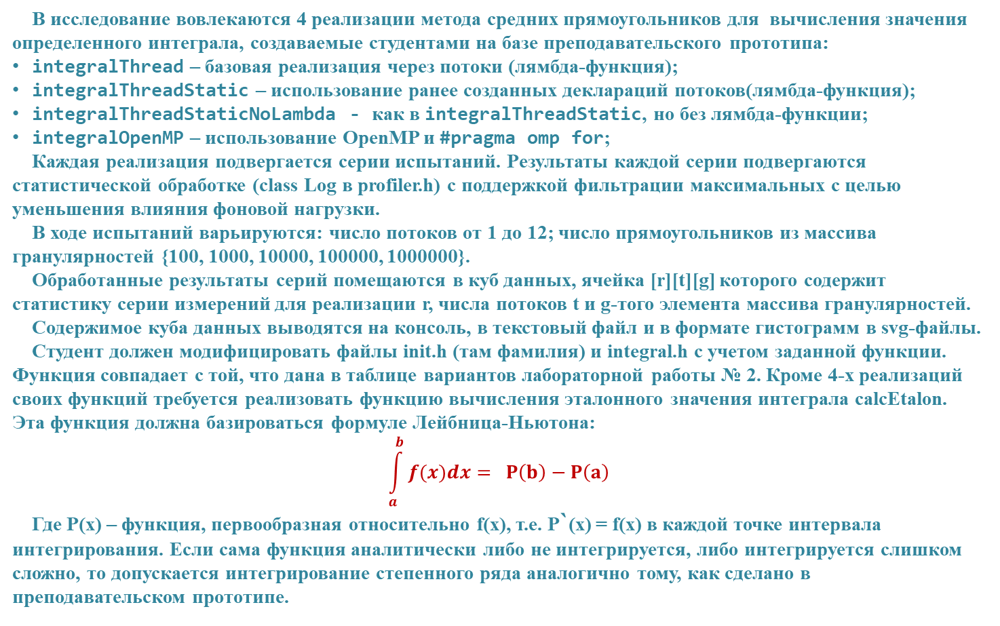 В исследование вовлекаются 4 реализации метода средних прямоугольников для вычисления значения
определенного интеграла, создаваемые студентами на базе преподавательского прототипа:
• integralThread – базовая реализация через потоки (лямбда-функция);
• integralThreadStatic – использование ранее созданных деклараций потоков(лямбда-функция);
• integralThreadStaticNoLambda - как в integralThreadStatic, но без лямбда-функции;
• integralOpenMP – использование OpenMP и #pragma omp for;
Каждая реализация подвергается серии испытаний. Результаты каждой серии подвергаются
статистической обработке (class Log в profiler.h) с поддержкой фильтрации максимальных с целью
уменьшения влияния фоновой нагрузки.
В ходе испытаний варьируются: число потоков от 1 до 12; число прямоугольников из массива
гранулярностей {100, 1000, 10000, 100000, 1000000}.
Обработанные результаты серий помещаются в куб данных, ячейка [r][t][g] которого содержит
статистику серии измерений для реализации r, числа потоков t и g-того элемента массива гранулярностей.
Содержимое куба данных выводятся на консоль, в текстовый файл и в формате гистограмм в svg-файлы.
Студент должен модифицировать файлы init.h (там фамилия) и integral.h с учетом заданной функции.
Функция совпадает с той, что дана в таблице вариантов лабораторной работы № 2. Кроме 4-х реализаций
своих функций требуется реализовать функцию вычисления эталонного значения интеграла calcEtalon.
Эта функция должна базироваться формуле Лейбница-Ньютона:
b
∫ f(x)dx = P(b) − P(a)
a
Где P(x) – функция, первообразная относительно f(x), т.е. P`(x) = f(x) в каждой точке интервала
интегрирования. Если сама функция аналитически либо не интегрируется, либо интегрируется слишком
сложно, то допускается интегрирование степенного ряда аналогично тому, как сделано в
преподавательском прототипе.